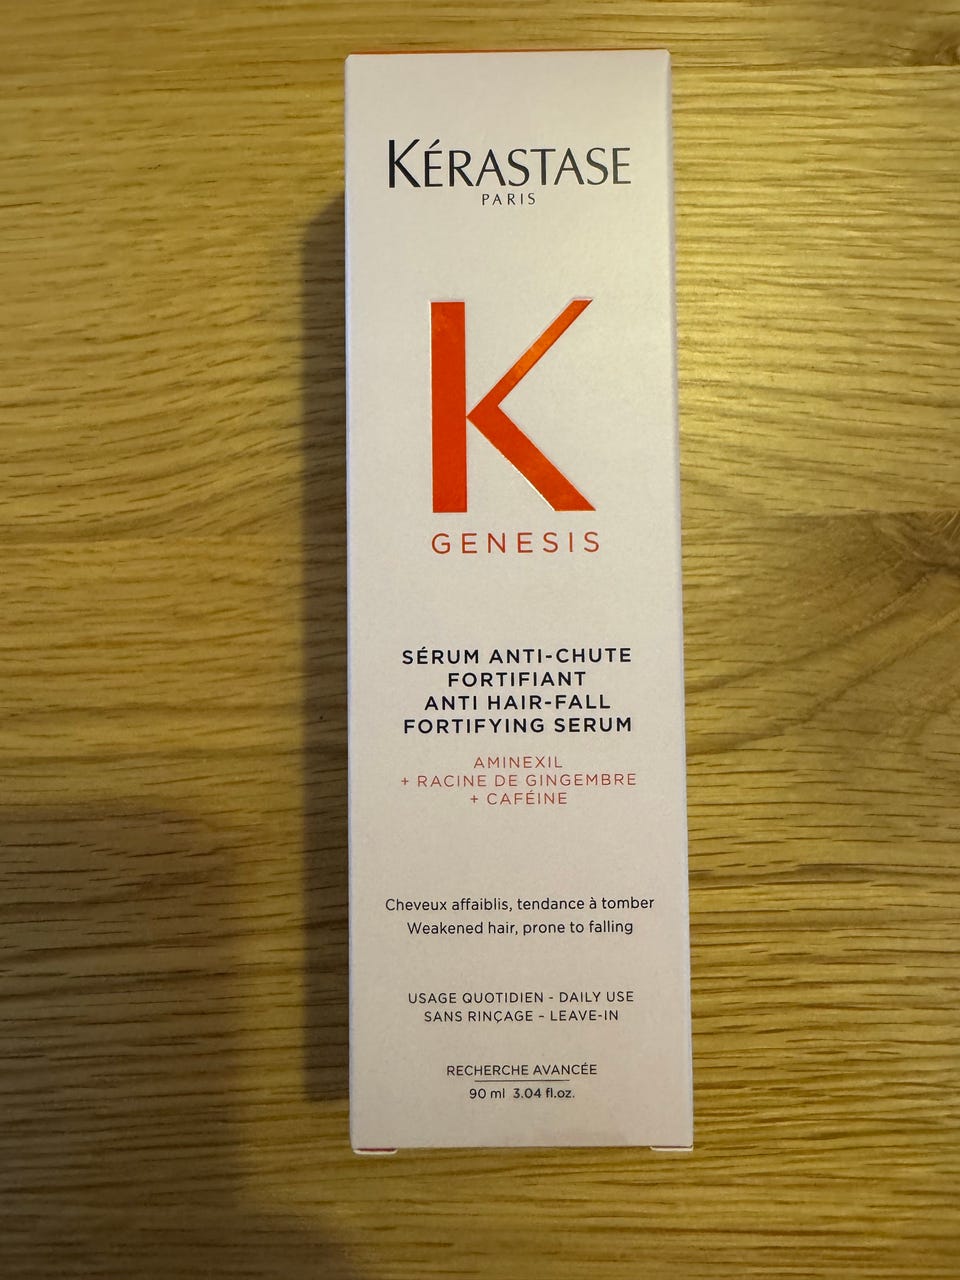 KÉRASTASE
PARIS
K
GENESIS
SÉRUM ANTI-CHUTE
FORTIFIANT
ANTI HAIR-FALL
FORTIFYING SERUM
AMINEXIL
+ RACINE DE GINGEMBRE
+ CAFÉINE
Cheveux affaiblis, tendance à tomber
Weakened hair, prone to falling
USAGE QUOTIDIEN - DAILY USE
SANS RINÇAGE - LEAVE-IN
RECHERCHE AVANCÉE
90 ml 3.04 fl.oz.